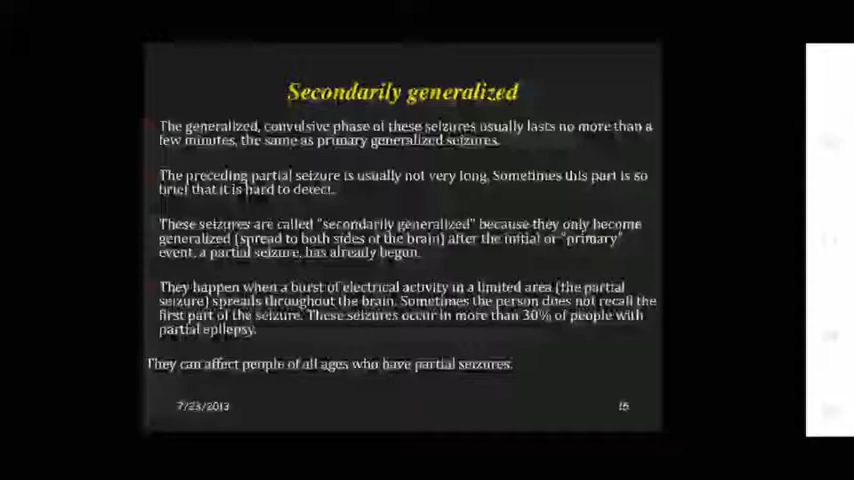 Secondarily generalized
The generalized, convulsive phase of these seizures usually lasts no more than a
few minutes, the same as primary generalized seizures.
The preceding partial seizure is usually not very long. Sometimes this part is so
brief that it is hard to detect.
These seizures are called "secondarily generalized" because they only become
generalized (spread to both sides of the brain) after the initial or "primary"
event, a partial seizure, has already begun.
They happen when a burst of electrical activity in a limited area (the partial
seizure) spreads throughout the brain. Sometimes the person does not recall the
first part of the seizure. These seizures occur in more than 30% of people with
partial epilepsy.
They can affect people of all ages who have partial seizures.
7/23/2013